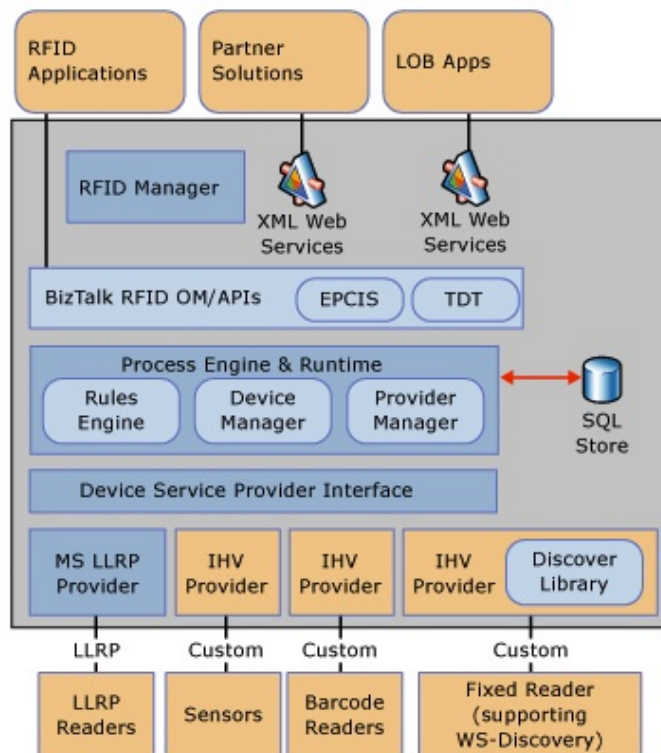 RFID
Applications
Partner
Solutions
LOB Apps
RFID Manager
XML Web
Services
XML Web
Services
BizTalk RFID OM/APIs
EPCIS
TDT
Process Engine & Runtime
Rules
Engine
Device
Manager
Provider
Manager
SQL
Store
Device Service Provider Interface
MS LLRP
Provider
IHV
Provider
IHV
Provider
IHV
Provider
Discover
Library
LLRP
Custom
Custom
Custom
LLRP
Readers
Sensors
Barcode
Readers
Fixed Reader
(supporting
WS-Discovery)